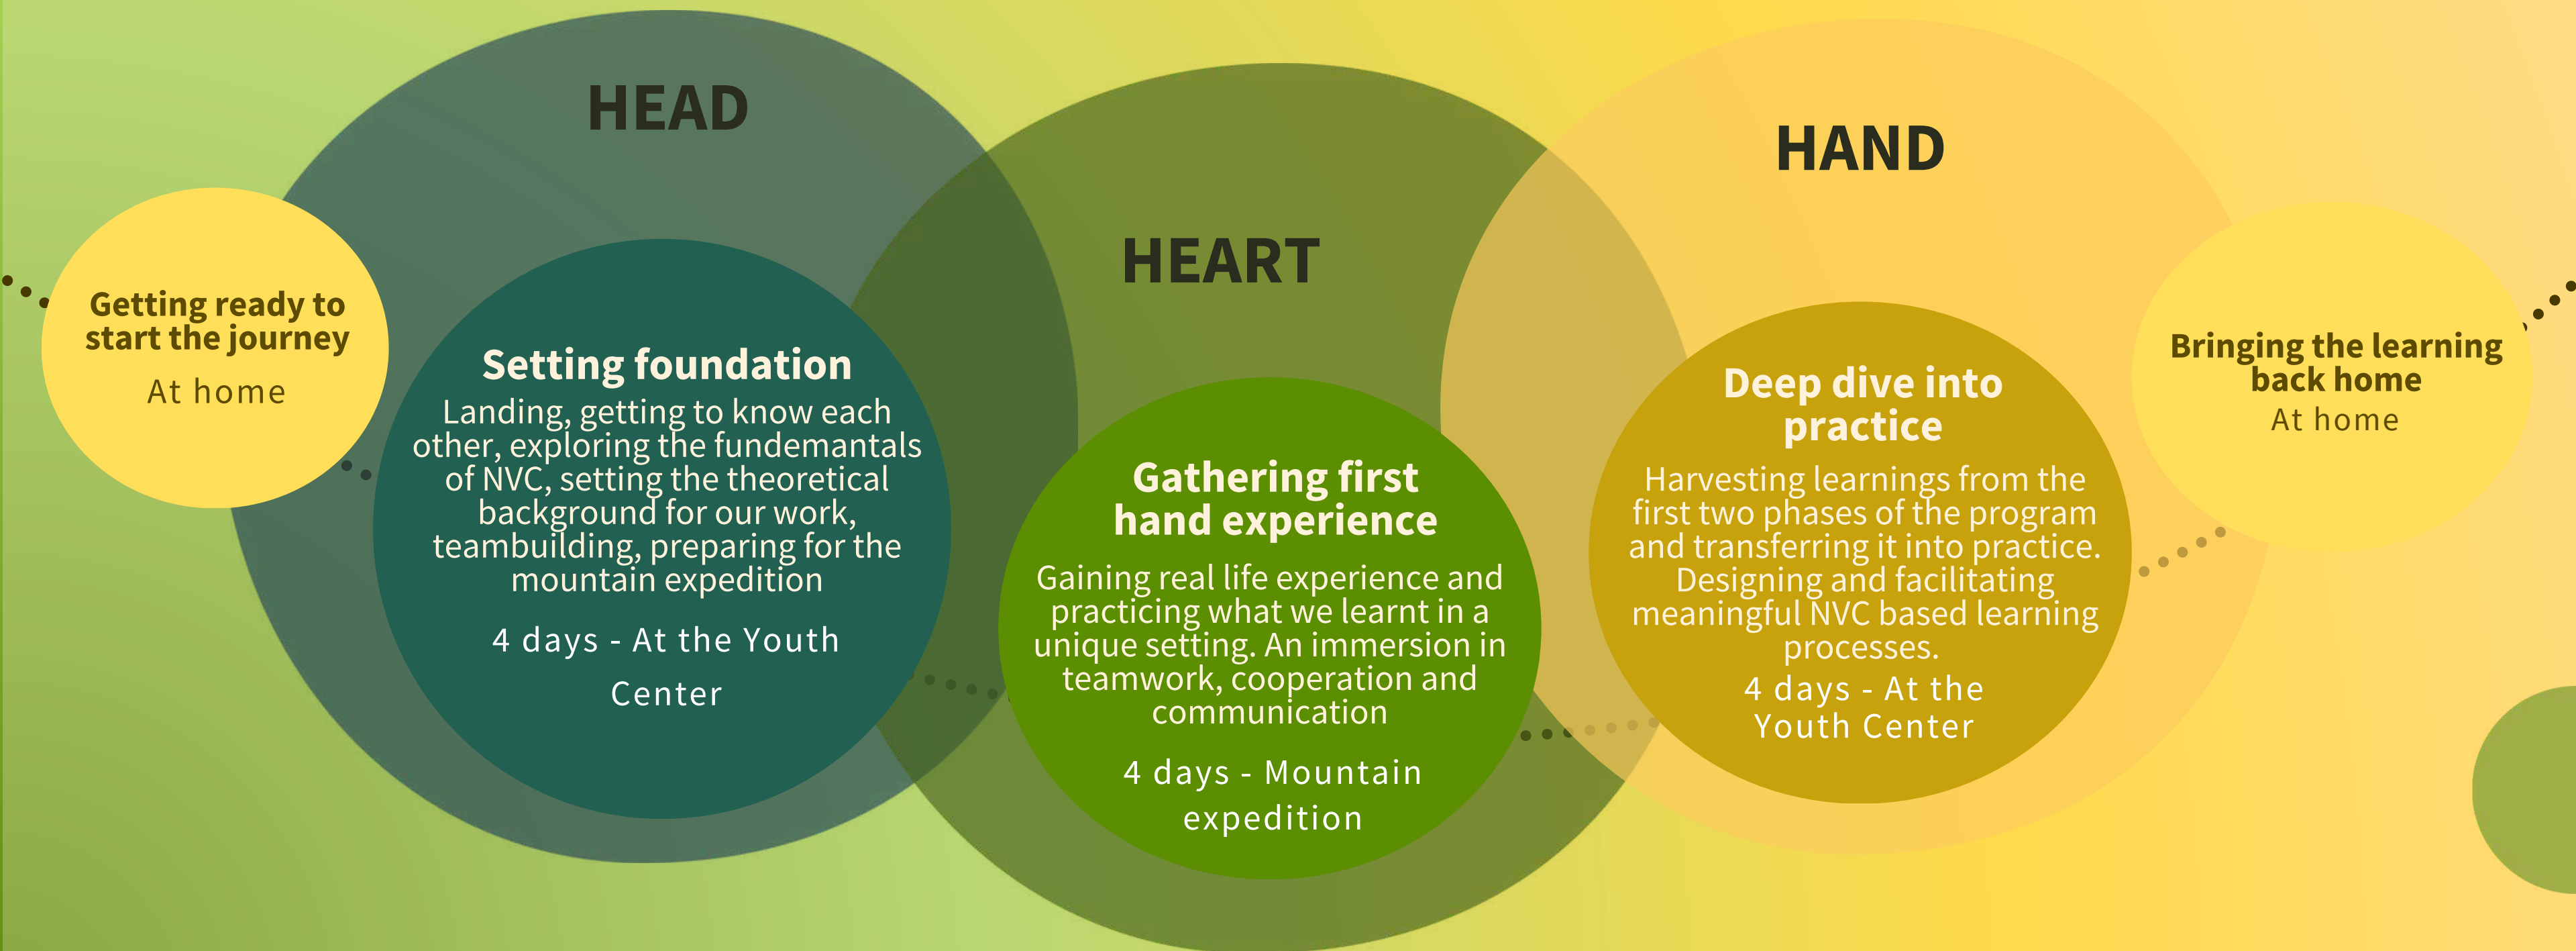 HEAD
HEART
HAND
Getting ready to
start the journey
At home
Setting foundation
Landing, getting to know each
other, exploring the fundemantals
of NVC, setting the theoretical
background for our work,
teambuilding, preparing for the
mountain expedition
4 days - At the Youth
Center
Gathering first
hand experience
Gaining real life experience and
practicing what we learnt in a
unique setting. An immersion in
teamwork, cooperation and
communication
4 days - Mountain
expedition
Deep dive into
practice
Harvesting learnings from the
first two phases of the program
and transferring it into practice.
Designing and facilitating
meaningful NVC based learning
processes.
4 days - At the
Youth Center
Bringing the learning
back home
At home